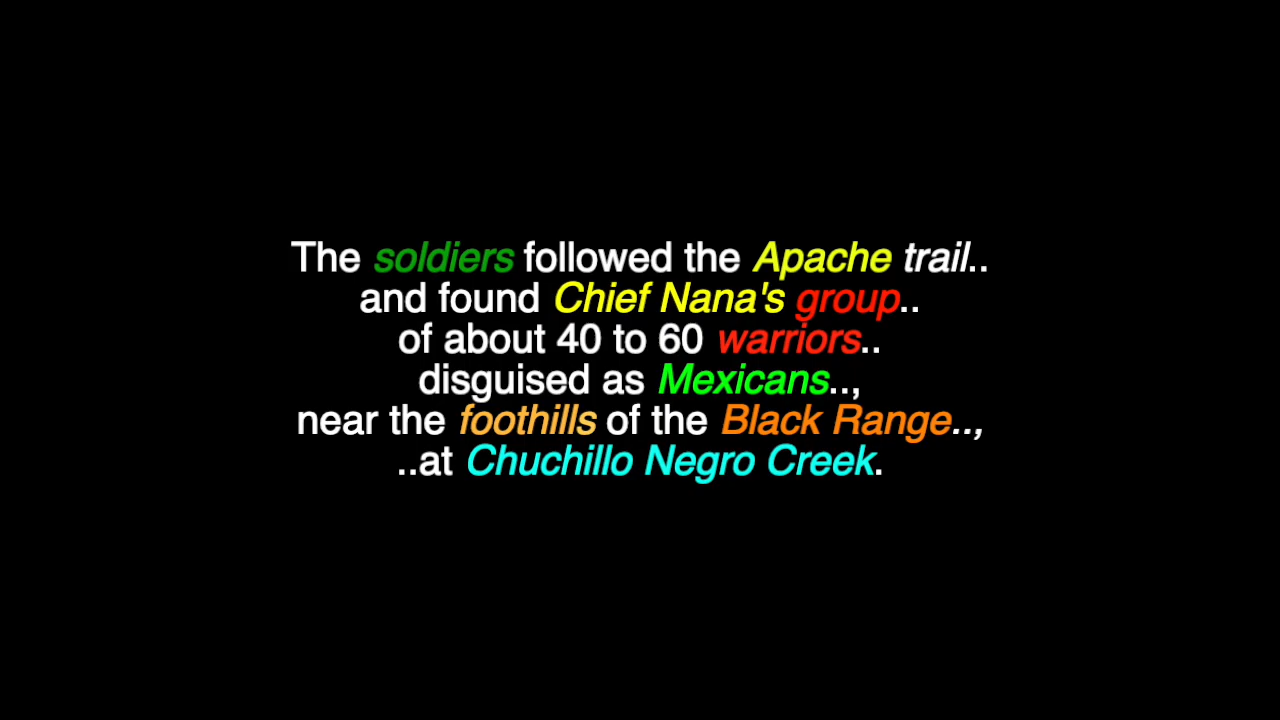 The soldiers followed the Apache trail..
and found Chief Nana's group..
of about 40 to 60 warriors..
disguised as Mexicans..,
near the foothills of the Black Range..,
..at Chuchillo Negro Creek.